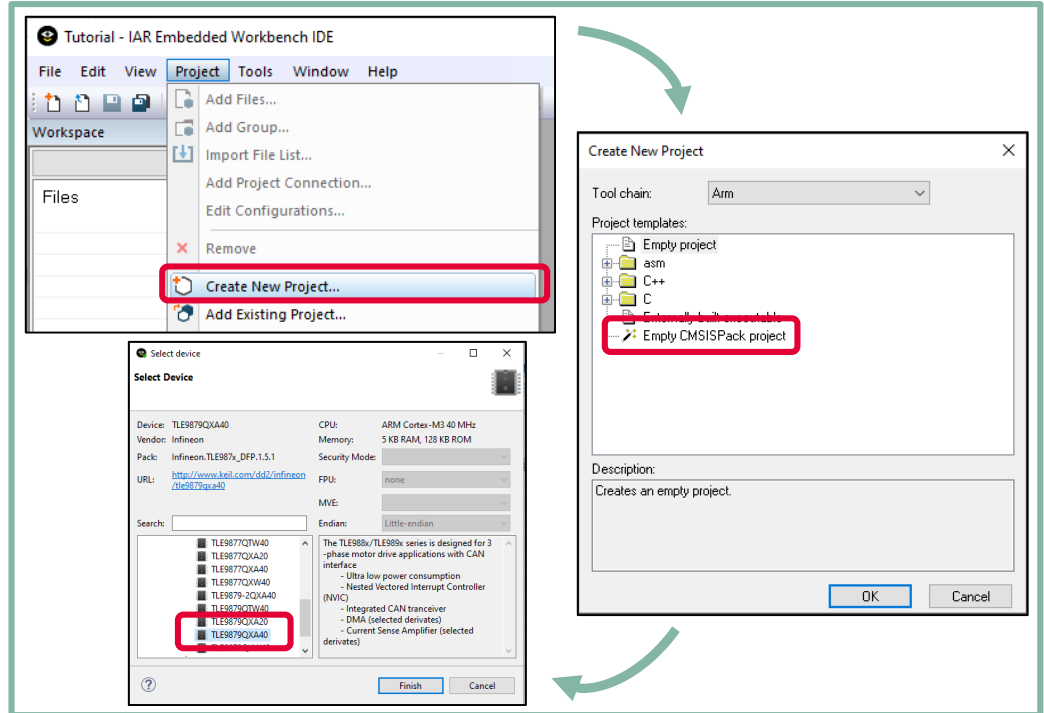 Tutorial - IAR Embedded Workbench IDE
File Edit View Project Tools Window Help
Add Files...
Workspace
Add Group...
Import File List...
Add Project Connection...
Files
Edit Configurations...
Remove
Create New Project...
Add Existing Project...
Create New Project
Tool chain: Arm
Project templates:
Empty project
asm
C++
C
Externally built executable
Empty CMSISPack project
Description:
Creates an empty project.
OK Cancel
Select device
Select Device
Device: TLE9879QXA40 CPU: ARM Cortex-M3 40 MHz
Vendor: Infineon Memory: 5 KB RAM, 128 KB ROM
Pack: Infineon.TLE987x_DFP.1.5.1 Security Mode:
URL: http://www.keil.com/dd2/infineon
/tle9879qxa40
FPU: none
MVE:
Search: Endian: Little-endian
TLE9877QTW40
TLE9877QXA20
TLE9877QXA40
TLE9877QXW40
TLE9879-2QXA40
TLE9879QTW40
TLE9879QXA20
TLE9879QXA40
The TLE988x/TLE989x series is designed for 3
-phase motor drive applications with CAN
interface
- Ultra low power consumption
- Nested Vectored Interrupt Controller
(NVIC)
- Integrated CAN tranceiver
- DMA (selected derivates)
- Current Sense Amplifier (selected
derivates)
Finish Cancel